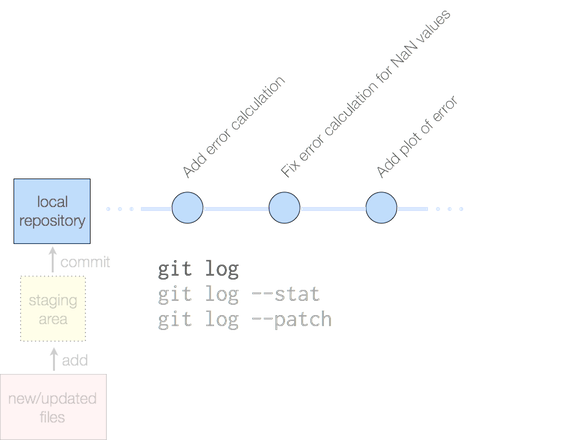 Add error calculation
Fix error calculation for NaN values
Add plot of error
local
repository
commit
staging
area
add
new/updated
files
git log
git log --stat
git log --patch